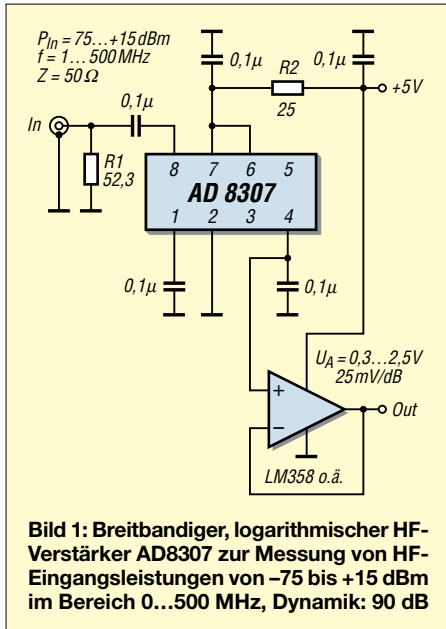 P_In = 75...+15 dBm
f = 1... 500 MHz
Z = 50 Ω
0,1µ
R2
25
0,1µ
+5V
0,1µ
In
R1
52,3
8 7 6 5
AD 8307
1 2 3 4
0,1µ
0,1µ
U_A = 0,3...2,5V
25mV/dB
+
−
Out
LM358 o.ä.
Bild 1: Breitbandiger, logarithmischer HF-
Verstärker AD8307 zur Messung von HF-
Eingangsleistungen von –75 bis +15 dBm
im Bereich 0...500 MHz, Dynamik: 90 dB